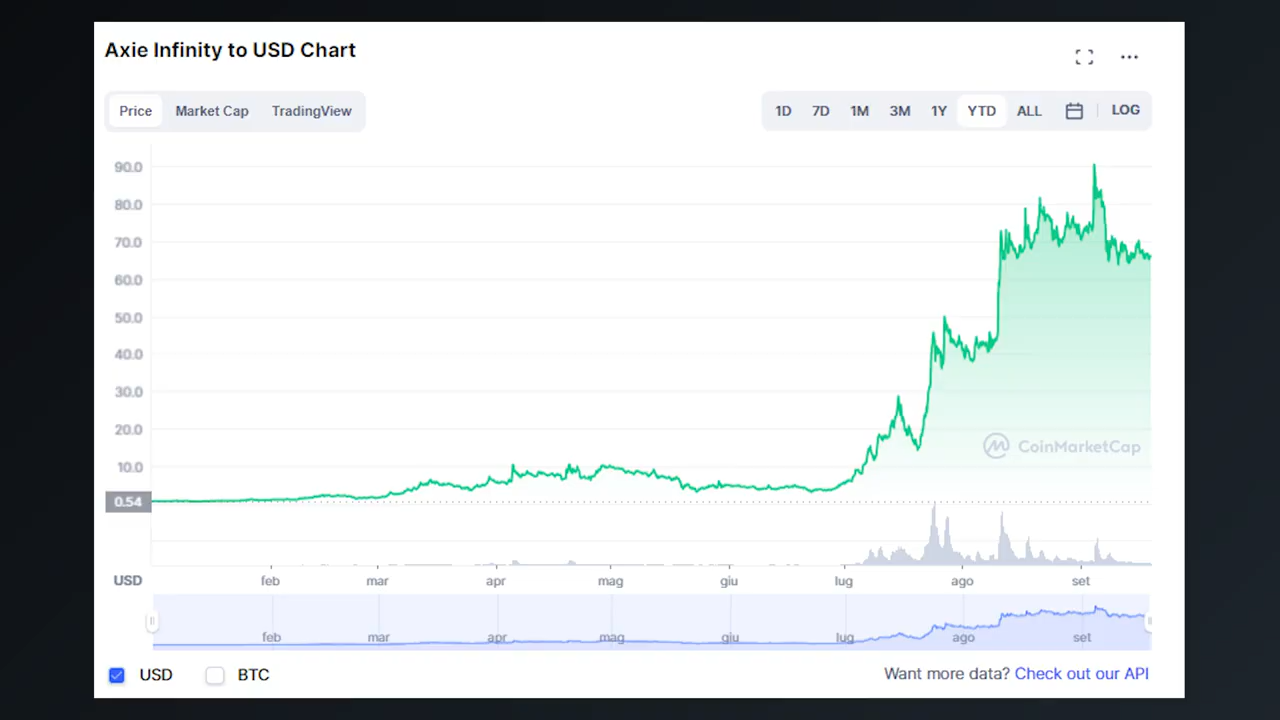 Axie Infinity to USD Chart
Price Market Cap TradingView
1D 7D 1M 3M 1Y YTD ALL LOG
90.0
80.0
70.0
60.0
50.0
40.0
30.0
20.0
10.0
0.54
CoinMarketCap
USD feb mar apr mag giu lug ago set
feb mar apr mag giu lug ago set
USD BTC
Want more data? Check out our API